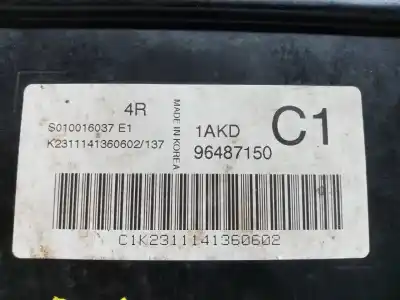 4R
S010016037 E1
K2311141360602/137
MADE IN KOREA
1AKD
96487150
C1
C1K2311141360602